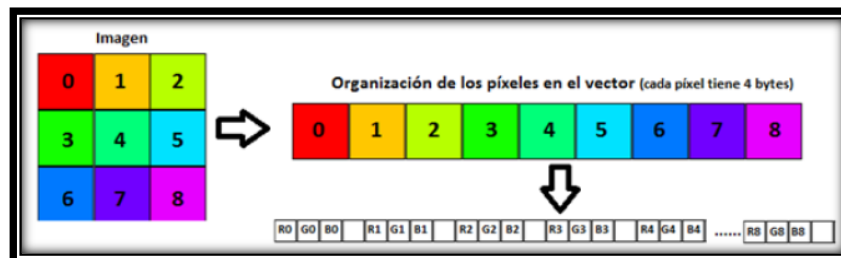 Imagen
0 1 2
3 4 5
6 7 8
Organización de los píxeles en el vector (cada píxel tiene 4 bytes)
0 1 2 3 4 5 6 7 8
R0 G0 B0 R1 G1 B1 R2 G2 B2 R3 G3 B3 R4 G4 B4 ...... R8 G8 B8